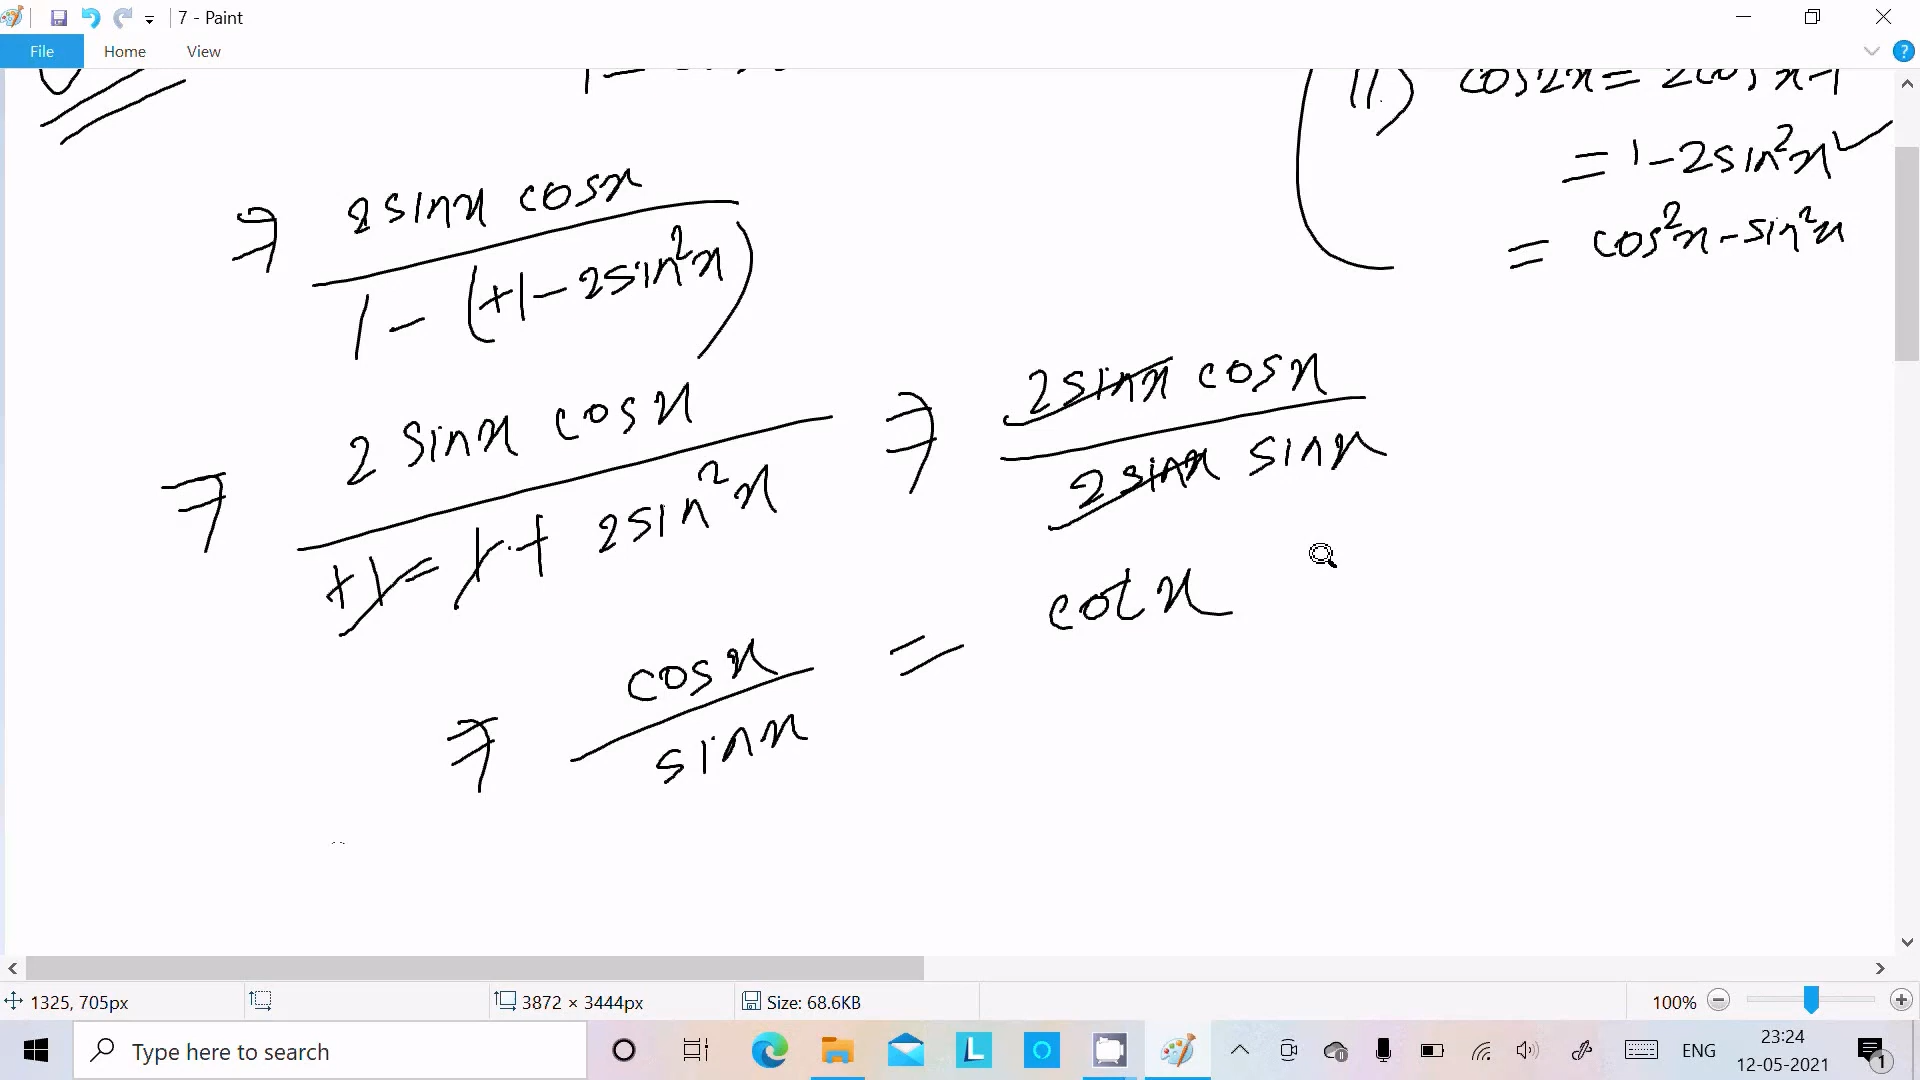 7 - Paint
File Home View
II) cos2x = 2cos²x-1
= 1-2sin²x
= cos²x - sin²x
⇒ 2sinx cosx
1 - (+1-2sin²x)
⇒ 2 sinx cosx
+1 - 1 + 2sin²x
⇒ 2sinx cosx
2sinx sinx
⇒ cosx
sinx
= cotx
1325, 705px
3872 × 3444px
Size: 68.6KB
100%
Type here to search
ENG
23:24
12-05-2021
1